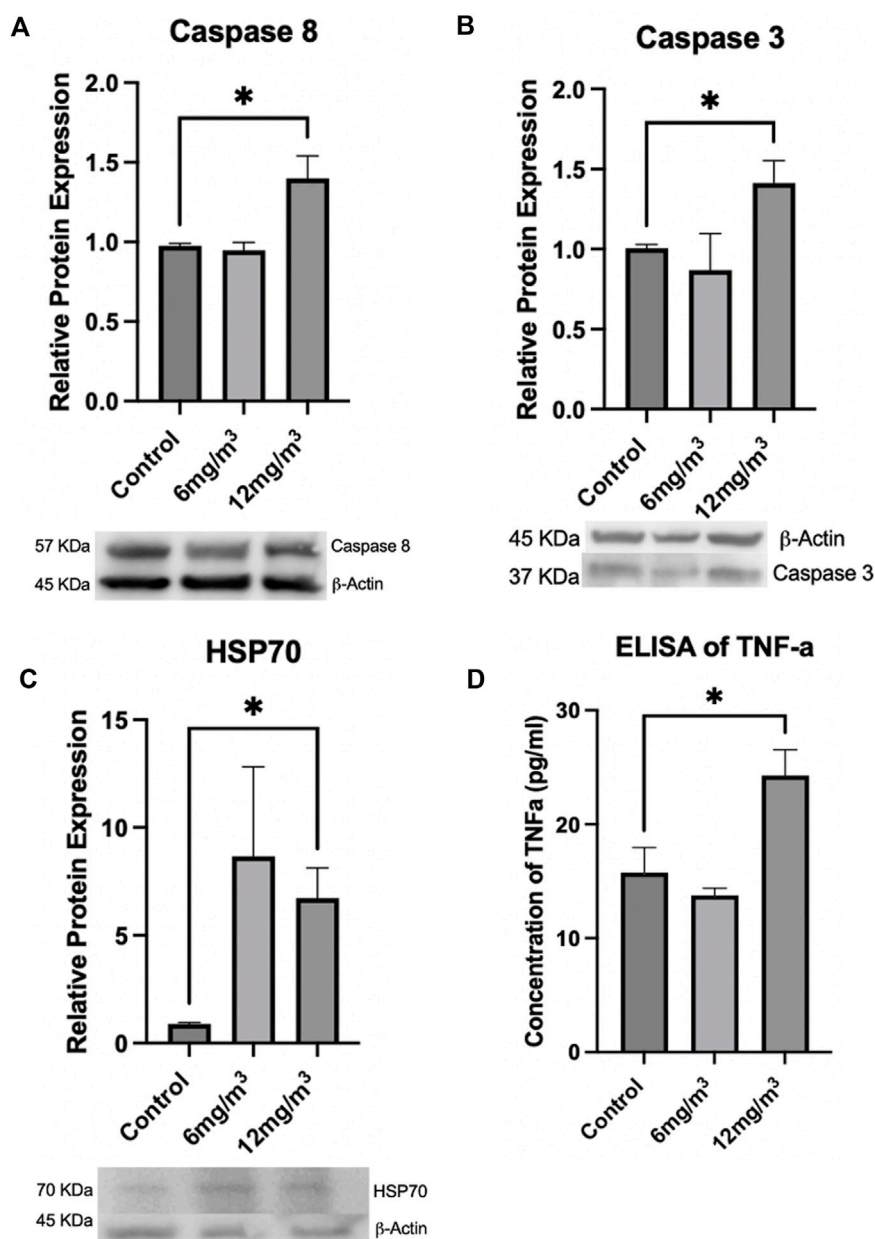 A
Caspase 8
Relative Protein Expression
2.0
1.5
1.0
0.5
0.0
*
Control
6mg/m³
12mg/m³
57 KDa
Caspase 8
45 KDa
β-Actin
B
Caspase 3
Relative Protein Expression
2.0
1.5
1.0
0.5
0.0
*
Control
6mg/m³
12mg/m³
45 KDa
β-Actin
37 KDa
Caspase 3
C
HSP70
Relative Protein Expression
15
10
5
0
*
Control
6mg/m³
12mg/m³
70 KDa
HSP70
45 KDa
β-Actin
D
ELISA of TNF-a
Concentration of TNFa (pg/ml)
30
20
10
0
*
Control
6mg/m³
12mg/m³